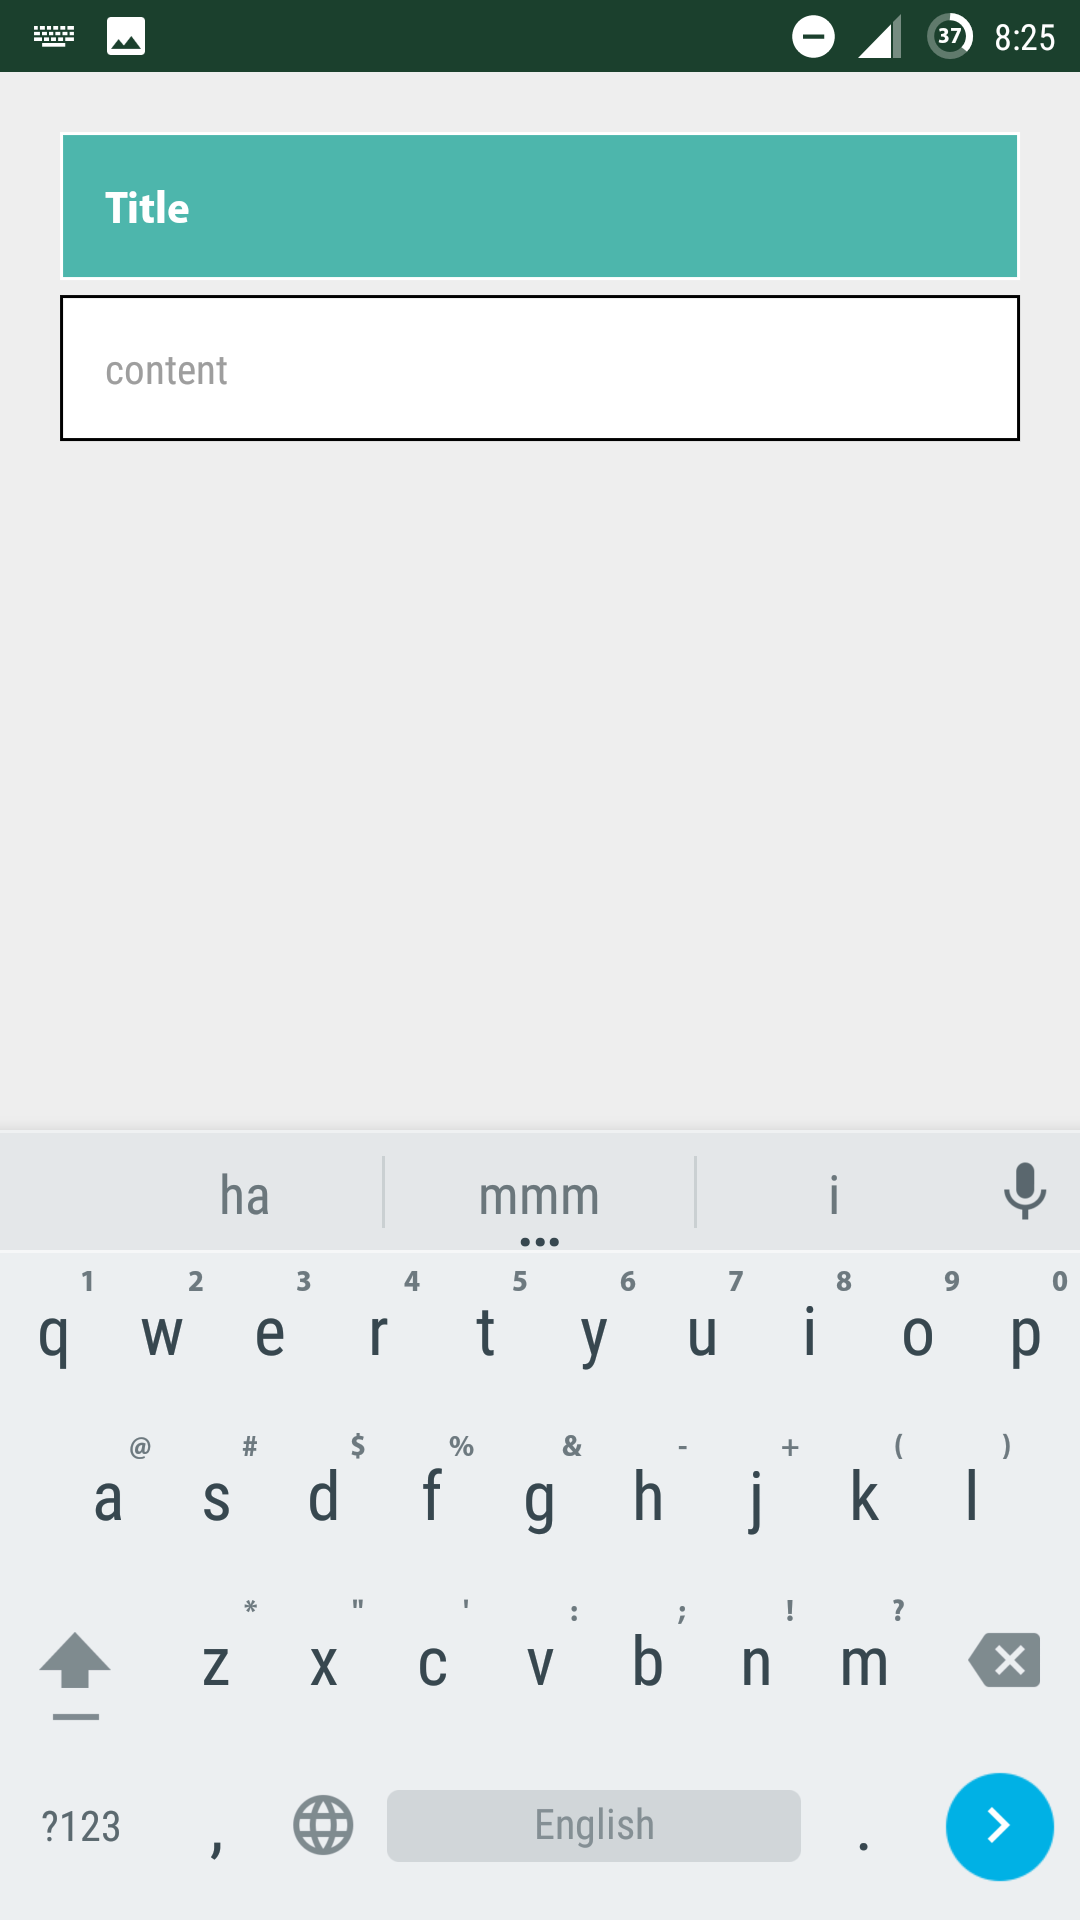 37 8:25
Title
content
ha mmm i
1 2 3 4 5 6 7 8 9 0
q w e r t y u i o p
@ # $ % & - + ( )
a s d f g h j k l
* " ' : ; ! ?
z x c v b n m
?123 , English .